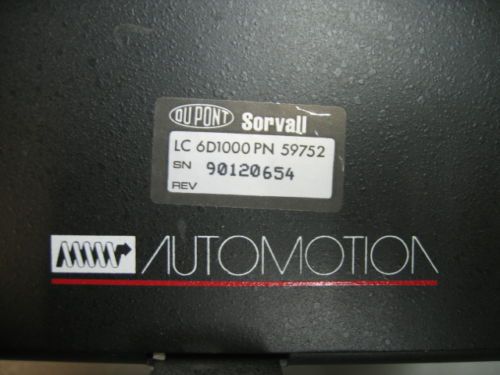 DU PONT Sorvall
LC 6D1000 PN 59752
SN 90120654
REV
AUTOMOTION